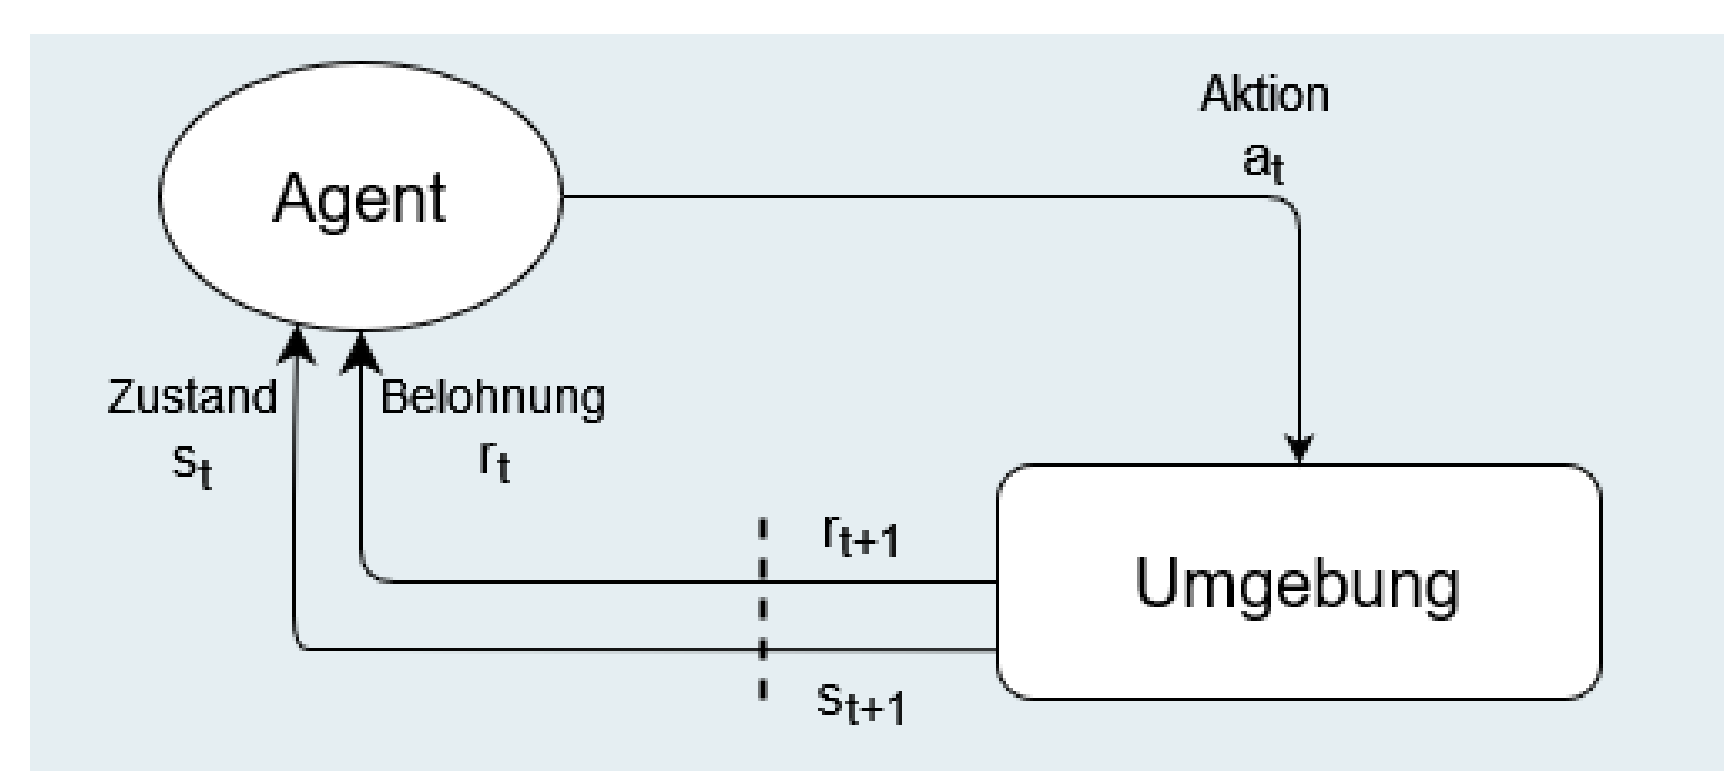 Aktion
at
Agent
Zustand
st
Belohnung
rt
rt+1
Umgebung
st+1